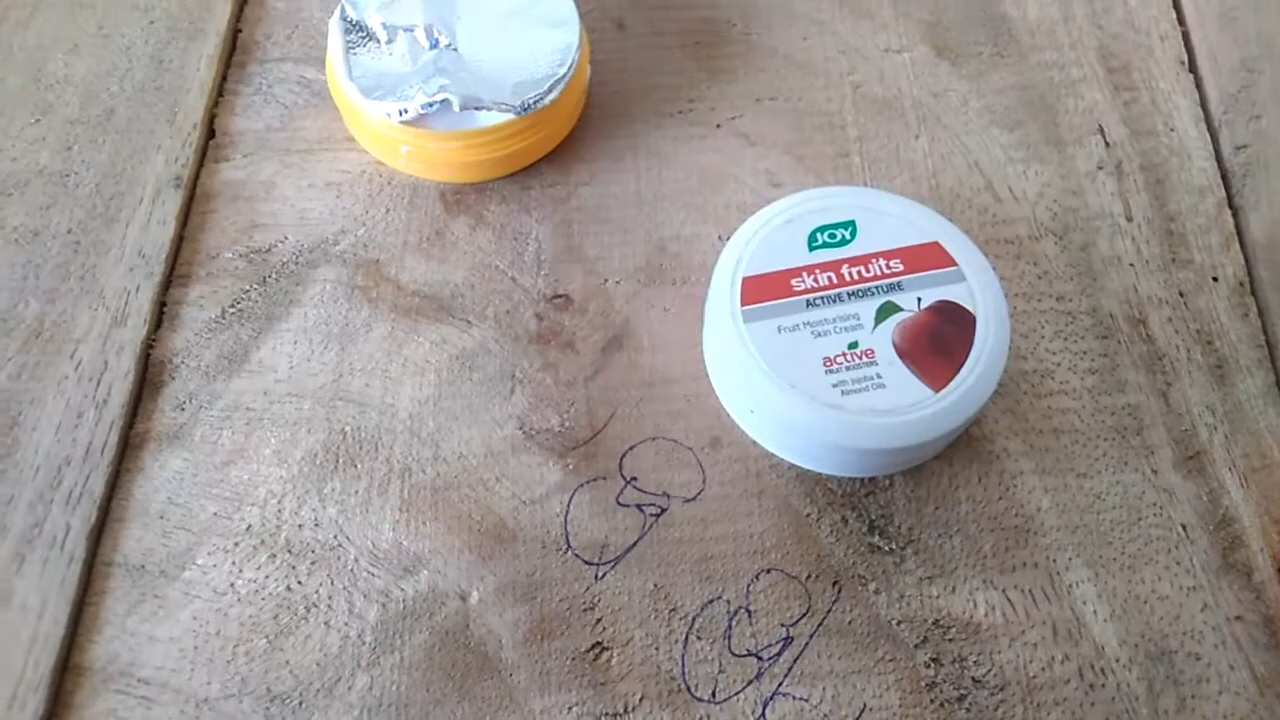 JOY
skin fruits
ACTIVE MOISTURE
Fruit Moisturising
Skin Cream
active
FRUIT BOOSTERS
with Jojoba &
Almond Oils